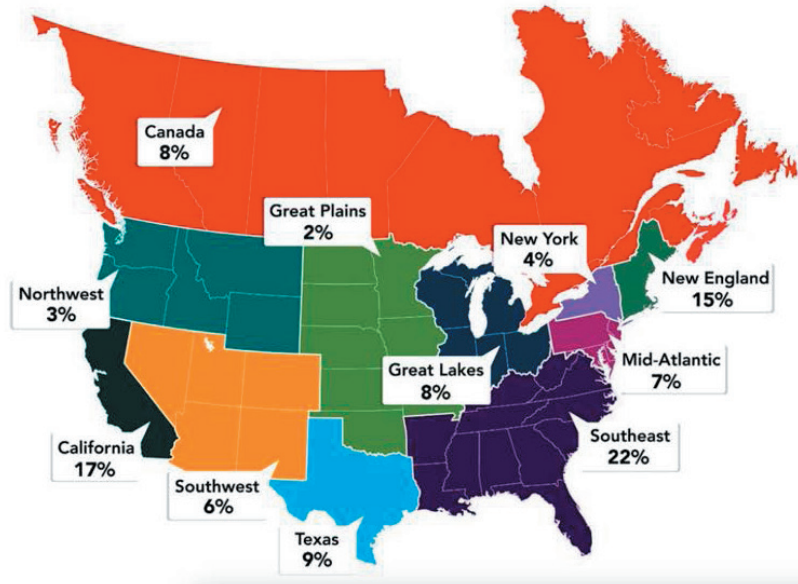 Canada
8%
Great Plains
2%
New York
4%
New England
15%
Northwest
3%
Great Lakes
8%
Mid-Atlantic
7%
California
17%
Southwest
6%
Southeast
22%
Texas
9%